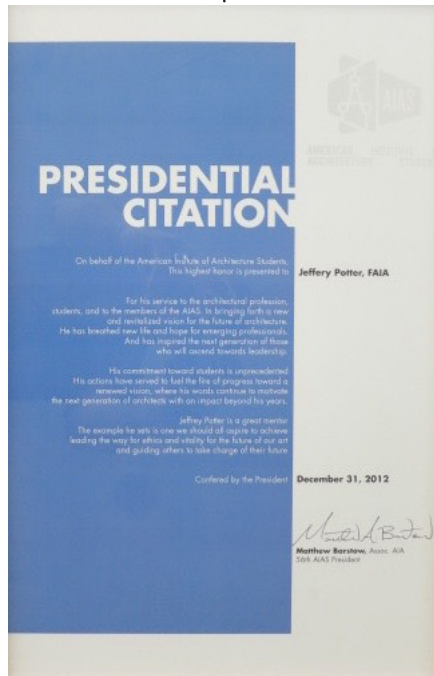 AIAS
AMERICAN INSTITUTE
ARCHITECTURE STUDENTS
PRESIDENTIAL
CITATION
On behalf of the American Institute of Architecture Students,
This highest honor is presented to Jeffery Potter, FAIA
For his service to the architectural profession,
students, and to the members of the AIAS. In bringing forth a new
and revitalized vision for the future of architecture.
He has breathed new life and hope for emerging professionals.
And has inspired the next generation of those
who will ascend towards leadership.
His commitment toward students is unprecedented
His actions have served to fuel the fire of progress toward a
renewed vision, where his words continue to motivate
the next generation of architects with an impact beyond his years.
Jeffrey Potter is a great mentor
The example he sets is one we should all aspire to achieve
leading the way for ethics and vitality for the future of our art
and guiding others to take charge of their future
Confered by the President December 31, 2012
Matthew Barstow, Assoc. AIA
56th AIAS President